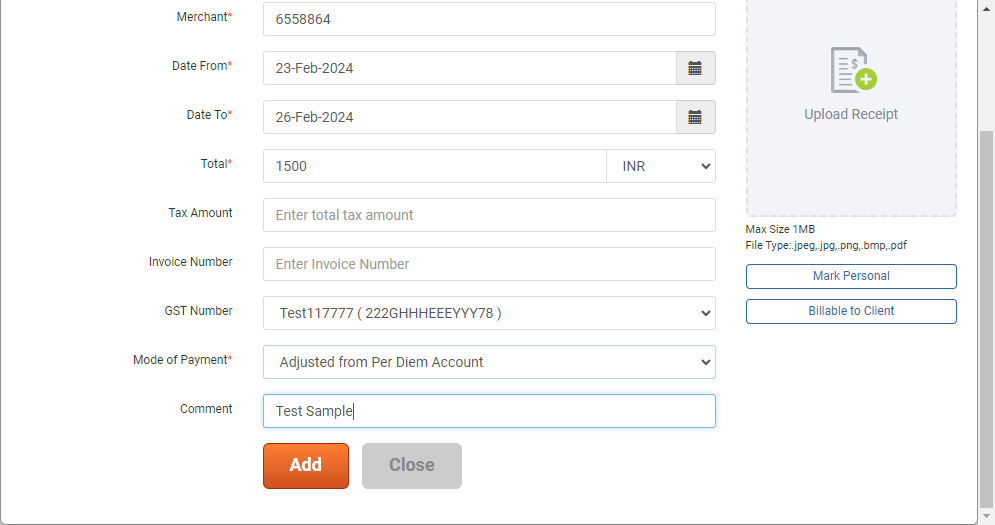 Merchant* 6558864
Date From* 23-Feb-2024
Date To* 26-Feb-2024
Total* 1500 INR
Tax Amount Enter total tax amount
Invoice Number Enter Invoice Number
GST Number Test117777 ( 222GHHHEEEYYY78 )
Mode of Payment* Adjusted from Per Diem Account
Comment Test Sample
Add Close
$
Upload Receipt
Max Size 1MB
File Type:.jpeg,.jpg,.png,.bmp,.pdf
Mark Personal
Billable to Client